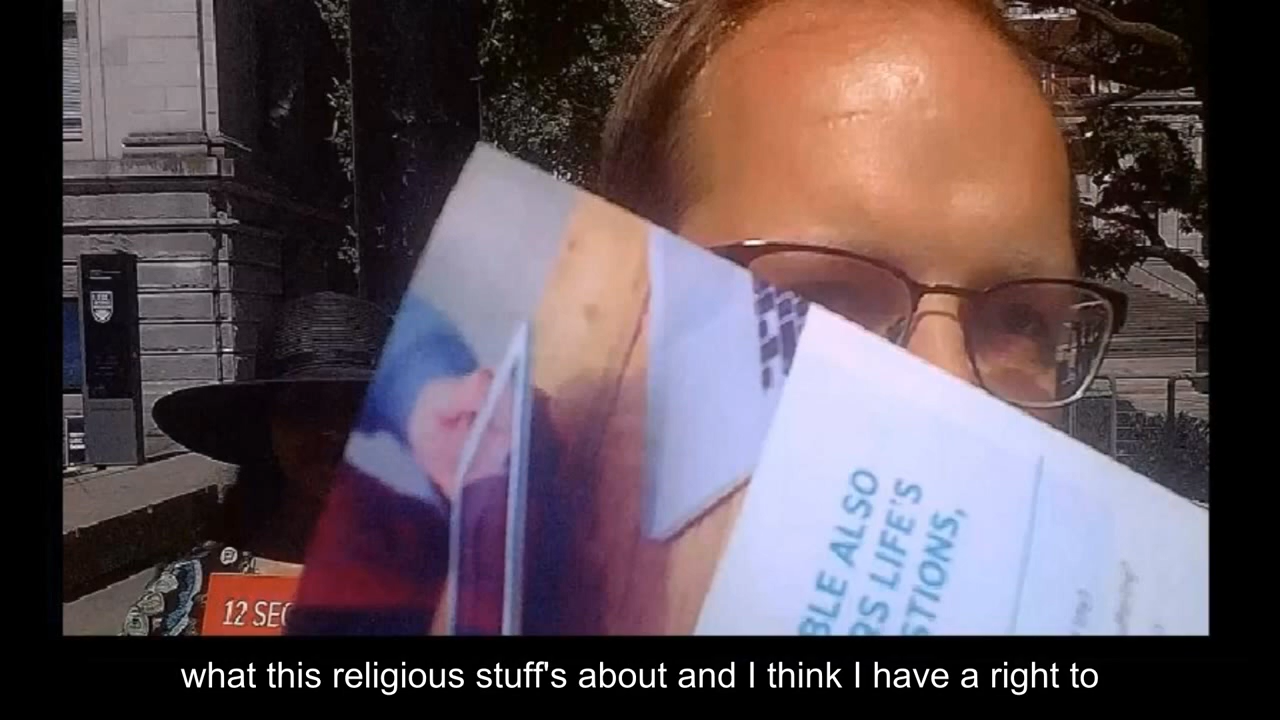 12 SEC
BLE ALSO
RS LIFE'S
STIONS,
what this religious stuff's about and I think I have a right to